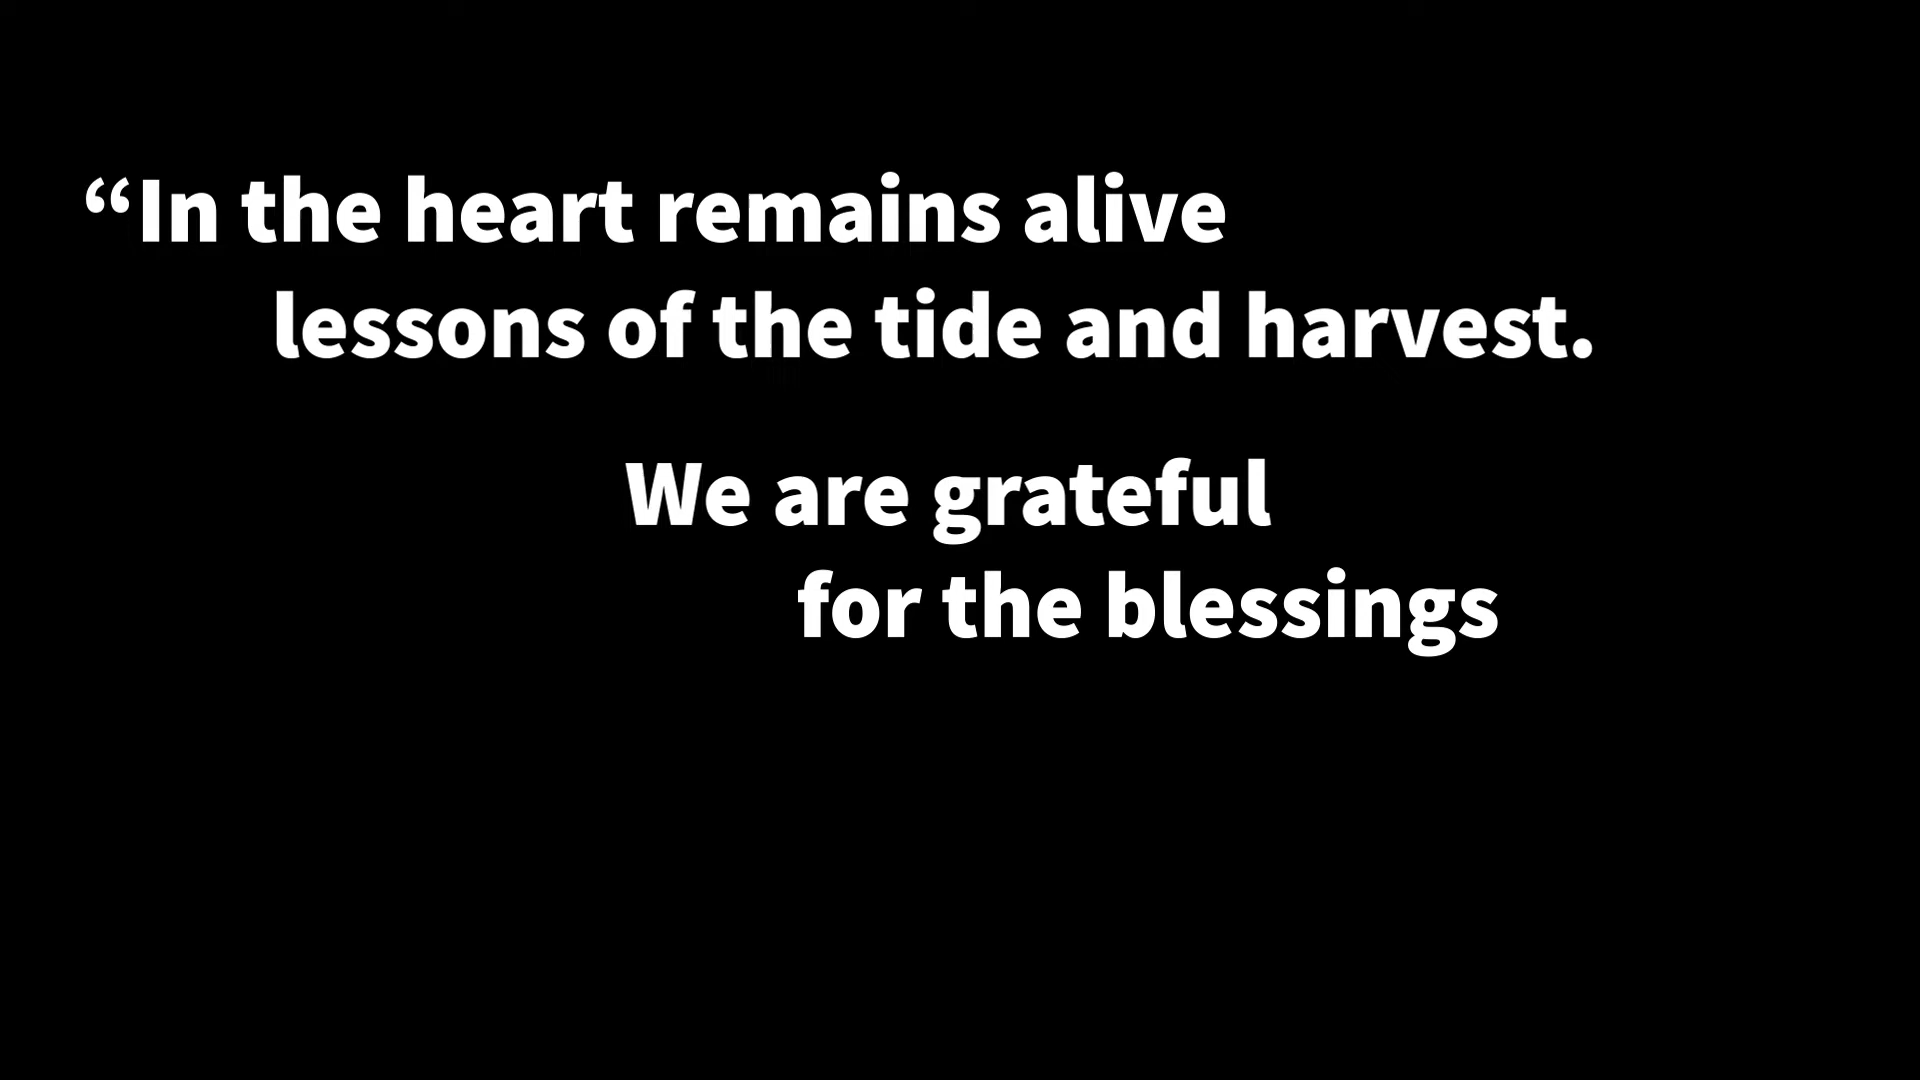 “In the heart remains alive
lessons of the tide and harvest.
We are grateful
for the blessings